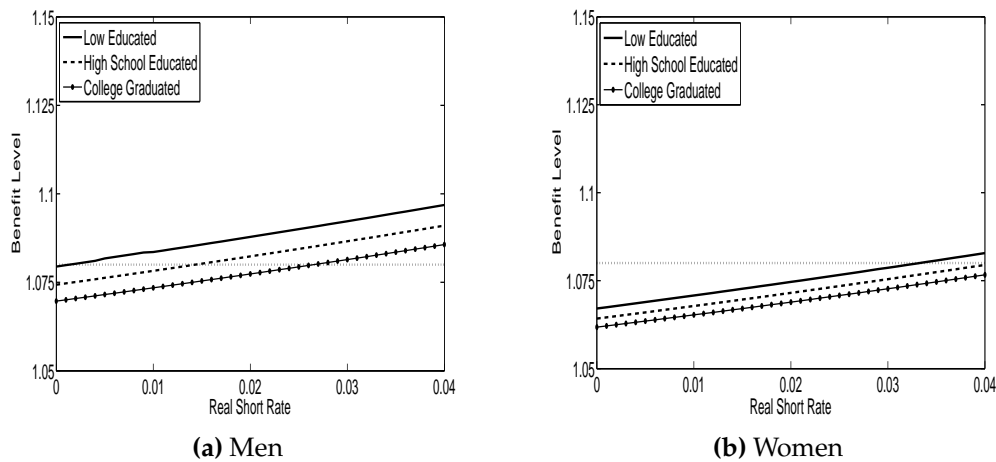 1.15
Low Educated
High School Educated
College Graduated
1.125
Benefit Level
1.1
1.075
1.05
0 0.01 0.02 0.03 0.04
Real Short Rate
(a) Men
1.15
Low Educated
High School Educated
College Graduated
1.125
Benefit Level
1.1
1.075
1.05
0 0.01 0.02 0.03 0.04
Real Short Rate
(b) Women